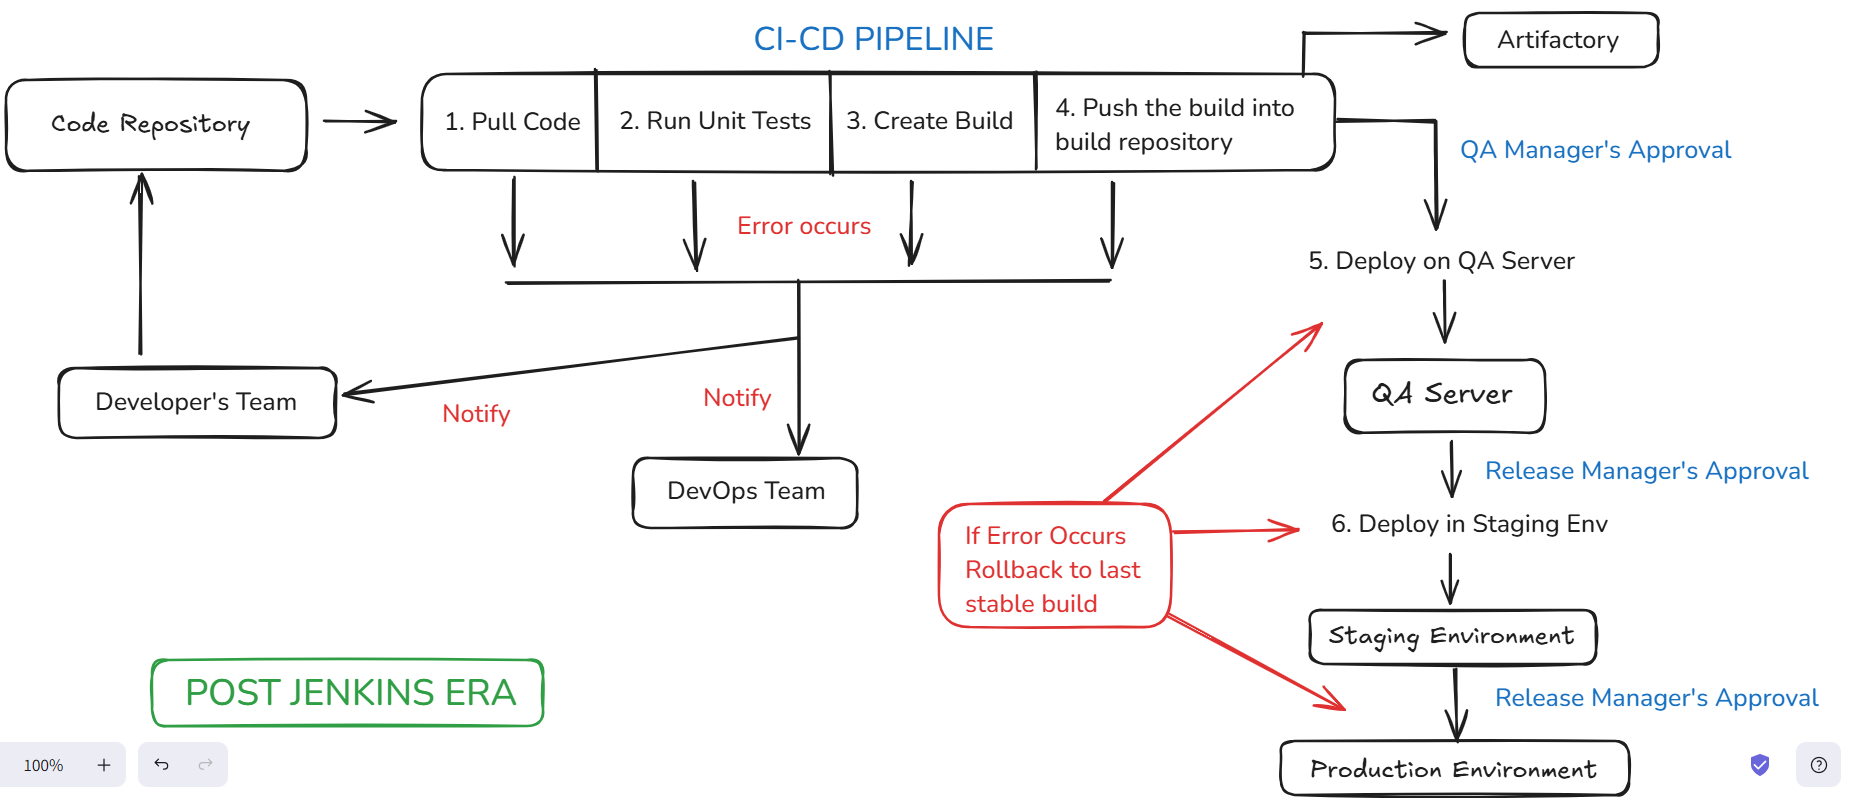 CI-CD PIPELINE
Artifactory
Code Repository
1. Pull Code
2. Run Unit Tests
3. Create Build
4. Push the build into
build repository
QA Manager's Approval
Error occurs
5. Deploy on QA Server
Developer's Team
Notify
Notify
QA Server
DevOps Team
Release Manager's Approval
6. Deploy in Staging Env
If Error Occurs
Rollback to last
stable build
Staging Environment
POST JENKINS ERA
Release Manager's Approval
Production Environment
100%